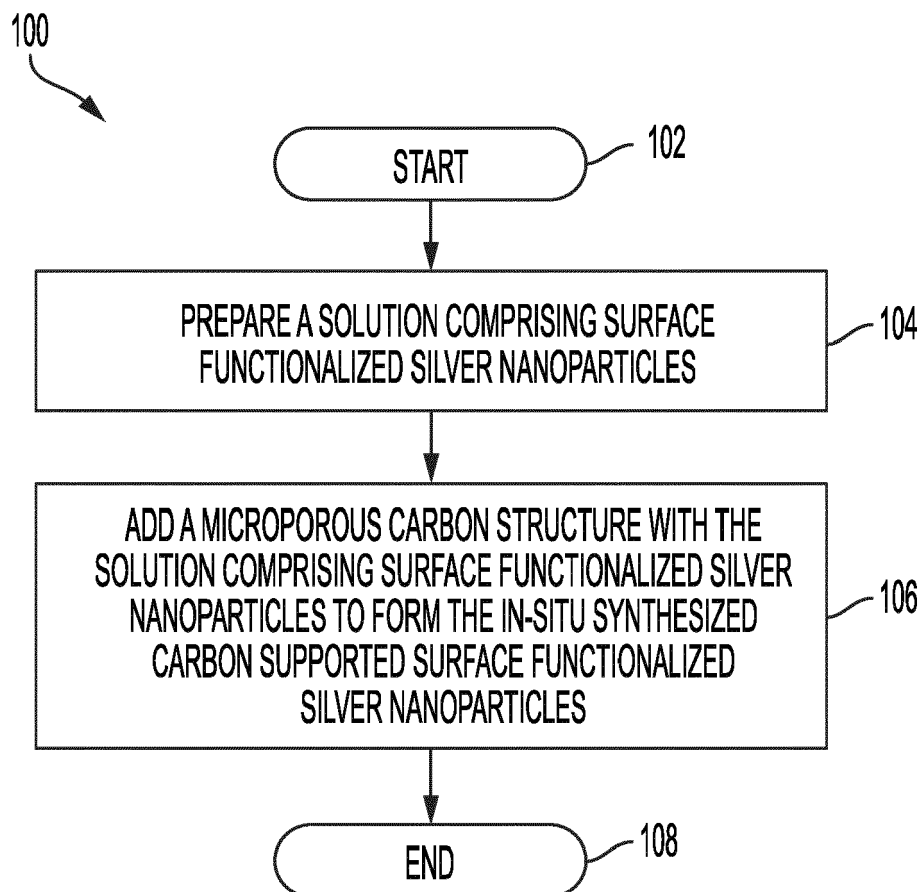 100
START
102
PREPARE A SOLUTION COMPRISING SURFACE
FUNCTIONALIZED SILVER NANOPARTICLES
104
ADD A MICROPOROUS CARBON STRUCTURE WITH THE
SOLUTION COMPRISING SURFACE FUNCTIONALIZED SILVER
NANOPARTICLES TO FORM THE IN-SITU SYNTHESIZED
CARBON SUPPORTED SURFACE FUNCTIONALIZED
SILVER NANOPARTICLES
106
END
108